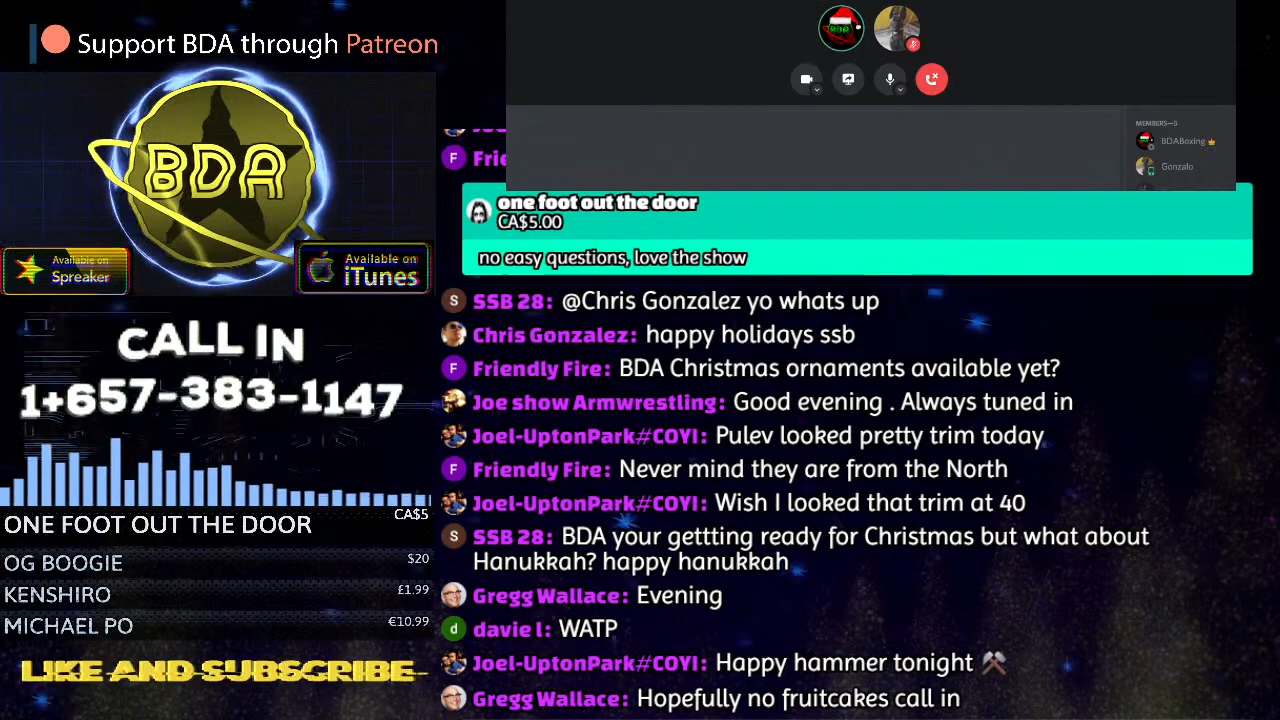 Support BDA through Patreon
BDA
BDA
Available on
Spreaker
Available on
iTunes
CALL IN
1+657-383-1147
ONE FOOT OUT THE DOOR CA$5
OG BOOGIE $20
KENSHIRO £1.99
MICHAEL PO €10.99
LIKE AND SUBSCRIBE
MEMBERS—5
BDABoxing
Gonzalo
F Frie
one foot out the door
CA$5.00
no easy questions, love the show
S SSB 28: @Chris Gonzalez yo whats up
Chris Gonzalez: happy holidays ssb
F Friendly Fire: BDA Christmas ornaments available yet?
Joe show Armwrestling: Good evening . Always tuned in
Joel-UptonPark#COYI: Pulev looked pretty trim today
F Friendly Fire: Never mind they are from the North
Joel-UptonPark#COYI: Wish I looked that trim at 40
S SSB 28: BDA your gettting ready for Christmas but what about
Hanukkah? happy hanukkah
Gregg Wallace: Evening
d davie l: WATP
Joel-UptonPark#COYI: Happy hammer tonight ⚒
Gregg Wallace: Hopefully no fruitcakes call in